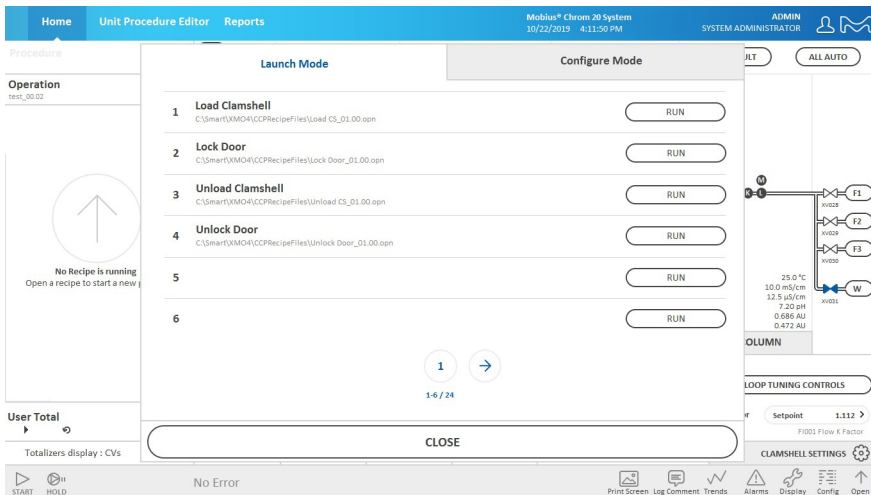 Home
Unit Procedure Editor
Reports
Mobius® Chrom 20 System
10/22/2019 4:11:50 PM
ADMIN
SYSTEM ADMINISTRATOR
Procedure
Operation
test_00.02
Launch Mode
Configure Mode
ALL AUTO
1 Load Clamshell RUN
C:\Smart\XMO4\CCPRecipeFiles\Load CS_01.00.opn
2 Lock Door RUN
C:\Smart\XMO4\CCPRecipeFiles\Lock Door_01.00.opn
3 Unload Clamshell RUN
C:\Smart\XMO4\CCPRecipeFiles\Unload CS_01.00.opn
4 Unlock Door RUN
C:\Smart\XMO4\CCPRecipeFiles\Unlock Door_01.00.opn
5 RUN
6 RUN
1
1-6 / 24
CLOSE
No Recipe is running
Open a recipe to start a new
M
K L
F1
XV028
F2
XV029
F3
XV030
W
XV031
25.0 °C
10.0 mS/cm
12.5 µS/cm
7.20 pH
0.686 AU
0.472 AU
OLUMN
LOOP TUNING CONTROLS
Setpoint 1.112
FI001 Flow K Factor
User Total
Totalizers display : CVs
CLAMSHELL SETTINGS
START
HOLD
No Error
Print Screen
Log Comment
Trends
Alarms
Display
Config
Open